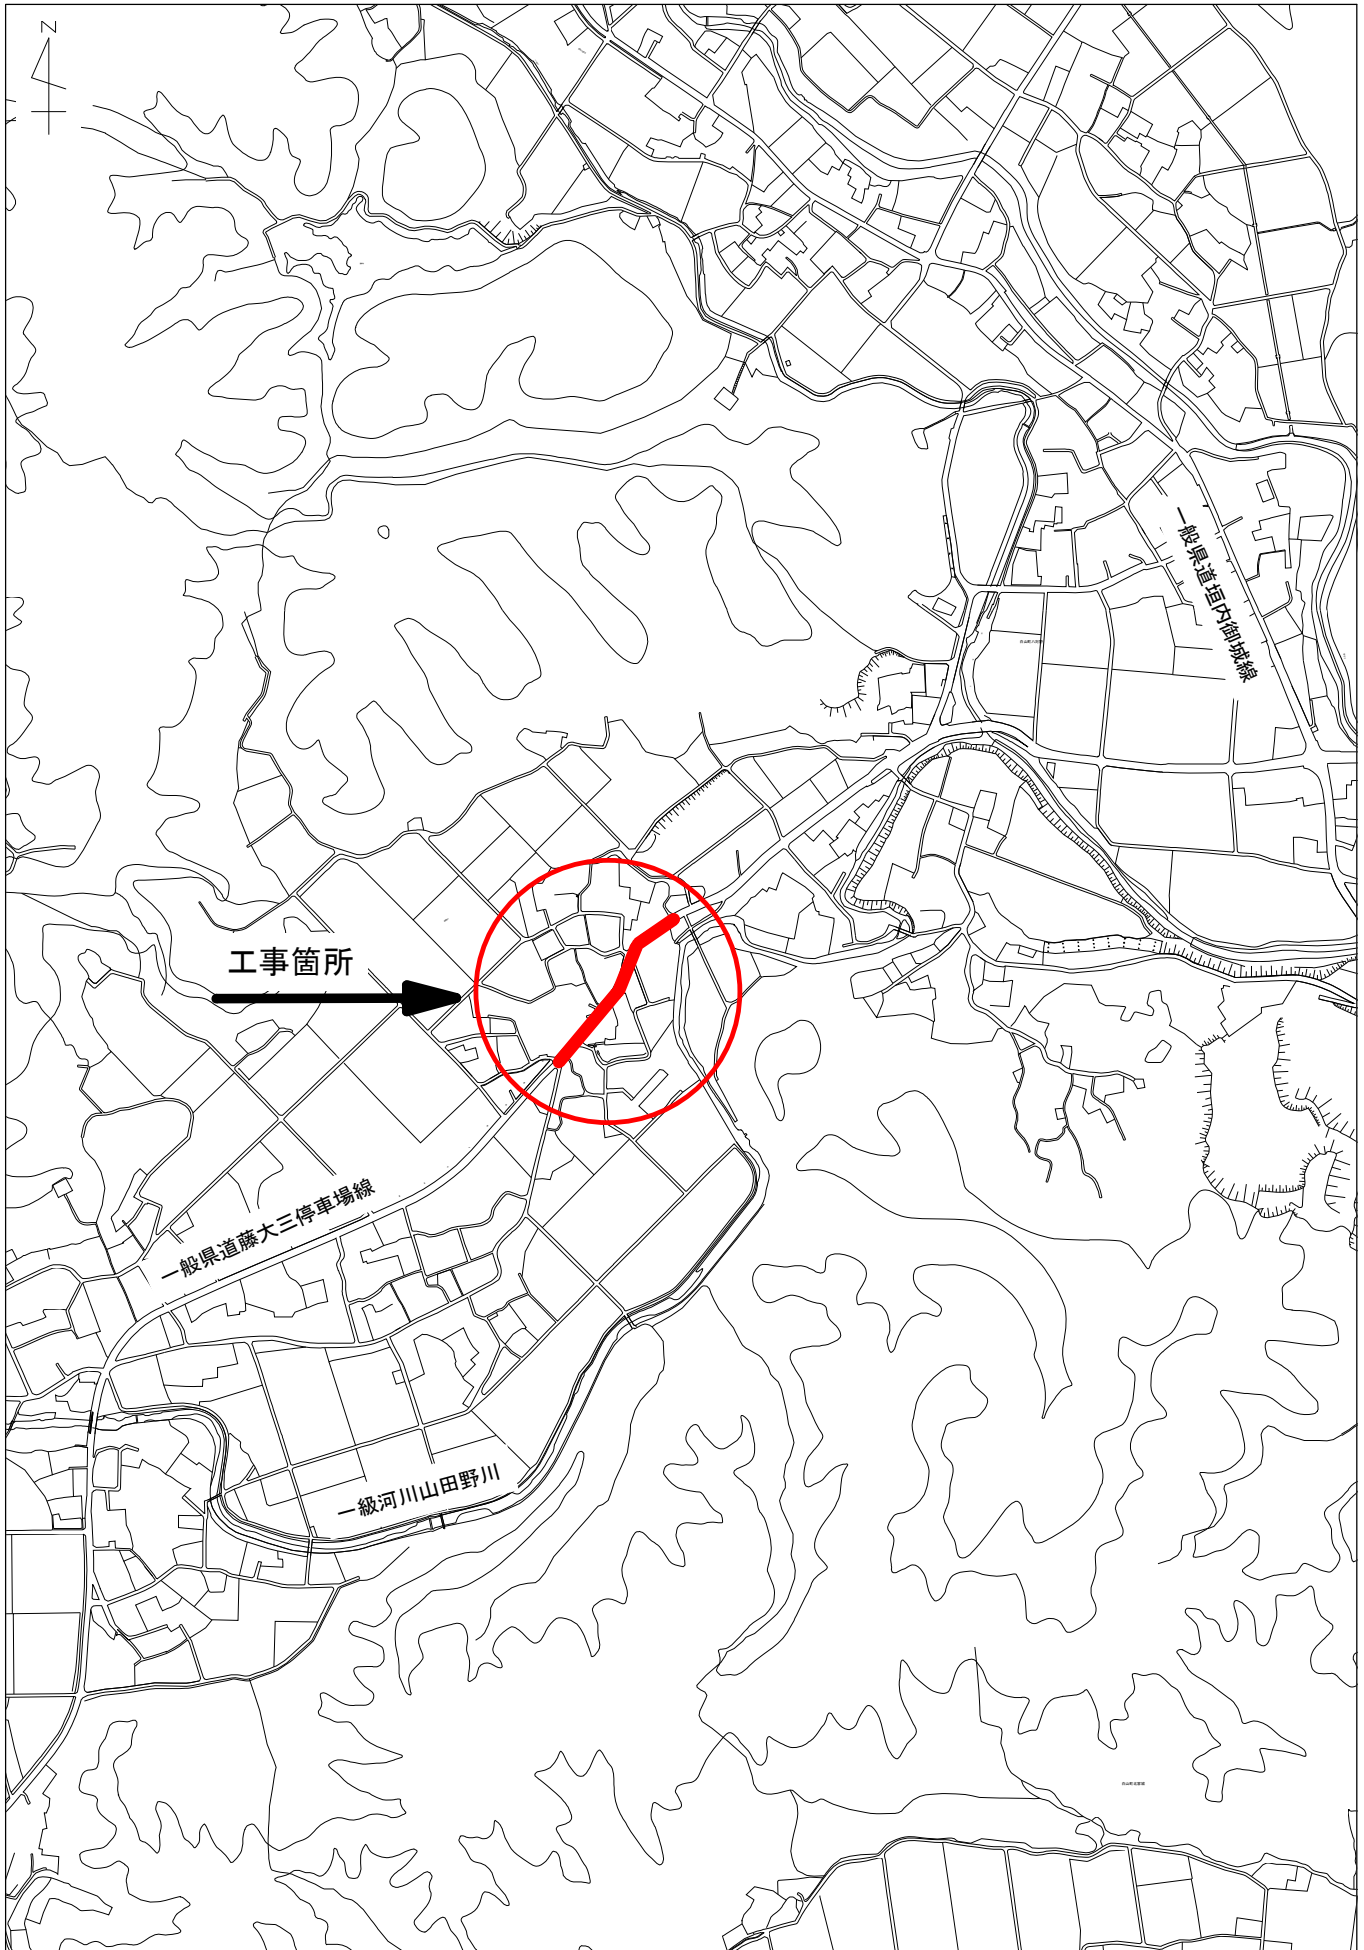 N
一般県道垣内御城線
工事箇所
一般県道藤大三停車場線
一級河川山田野川